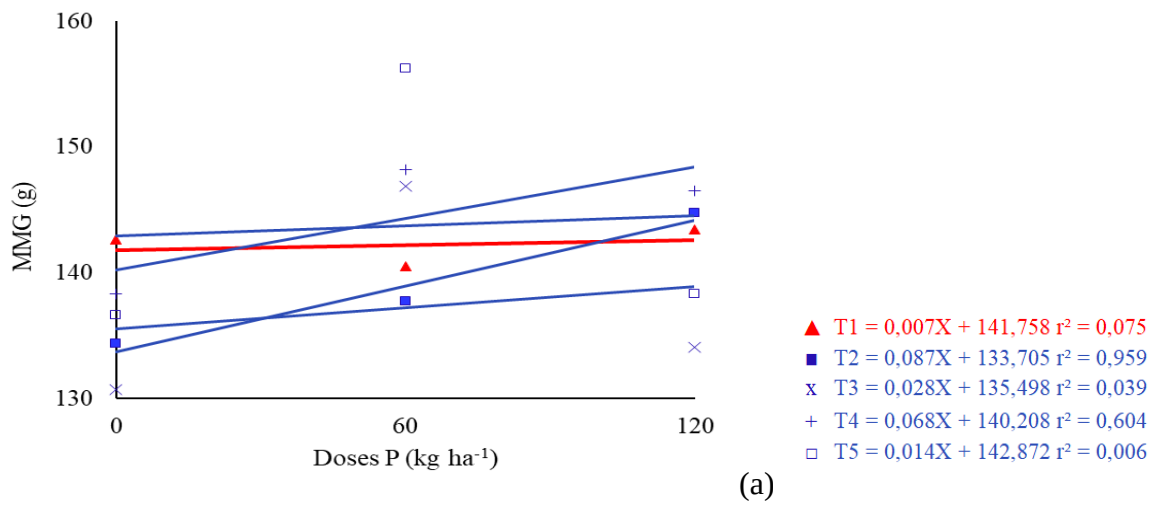 160
150
MMG (g)
140
130
0 60 120
Doses P (kg ha⁻¹)
T1 = 0,007X + 141,758 r² = 0,075
T2 = 0,087X + 133,705 r² = 0,959
x T3 = 0,028X + 135,498 r² = 0,039
+ T4 = 0,068X + 140,208 r² = 0,604
T5 = 0,014X + 142,872 r² = 0,006
(a)